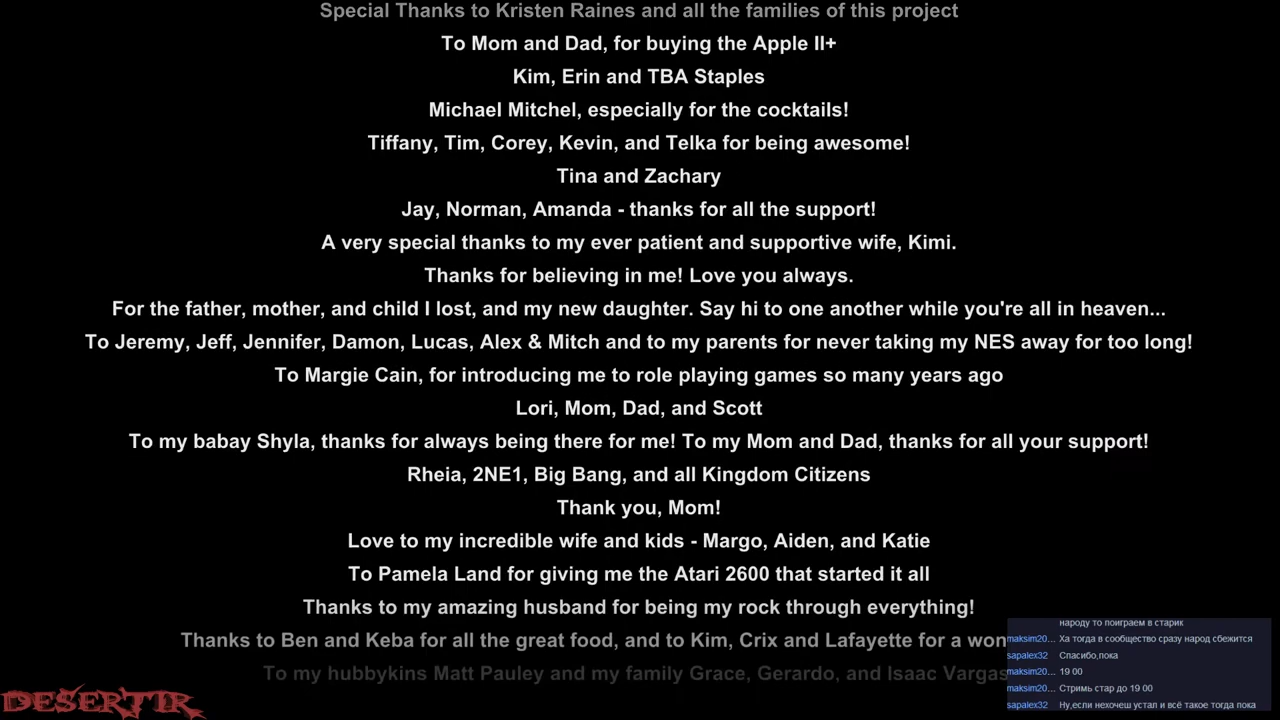 Special Thanks to Kristen Raines and all the families of this project
To Mom and Dad, for buying the Apple II+
Kim, Erin and TBA Staples
Michael Mitchel, especially for the cocktails!
Tiffany, Tim, Corey, Kevin, and Telka for being awesome!
Tina and Zachary
Jay, Norman, Amanda - thanks for all the support!
A very special thanks to my ever patient and supportive wife, Kimi.
Thanks for believing in me! Love you always.
For the father, mother, and child I lost, and my new daughter. Say hi to one another while you're all in heaven...
To Jeremy, Jeff, Jennifer, Damon, Lucas, Alex & Mitch and to my parents for never taking my NES away for too long!
To Margie Cain, for introducing me to role playing games so many years ago
Lori, Mom, Dad, and Scott
To my babay Shyla, thanks for always being there for me! To my Mom and Dad, thanks for all your support!
Rheia, 2NE1, Big Bang, and all Kingdom Citizens
Thank you, Mom!
Love to my incredible wife and kids - Margo, Aiden, and Katie
To Pamela Land for giving me the Atari 2600 that started it all
Thanks to my amazing husband for being my rock through everything!
Thanks to Ben and Keba for all the great food, and to Kim, Crix and Lafayette for a won
To my hubbykins Matt Pauley and my family Grace, Gerardo, and Isaac Vargas
народу то поиграем в старик
maksim20... Ха тогда в сообщество сразу народ сбежится
sapalex32 Спасибо,пока
maksim20... 19 00
maksim20... Стримь стар до 19 00
sapalex32 Ну,если нехочеш устал и всё такое тогда пока
DESERTIR